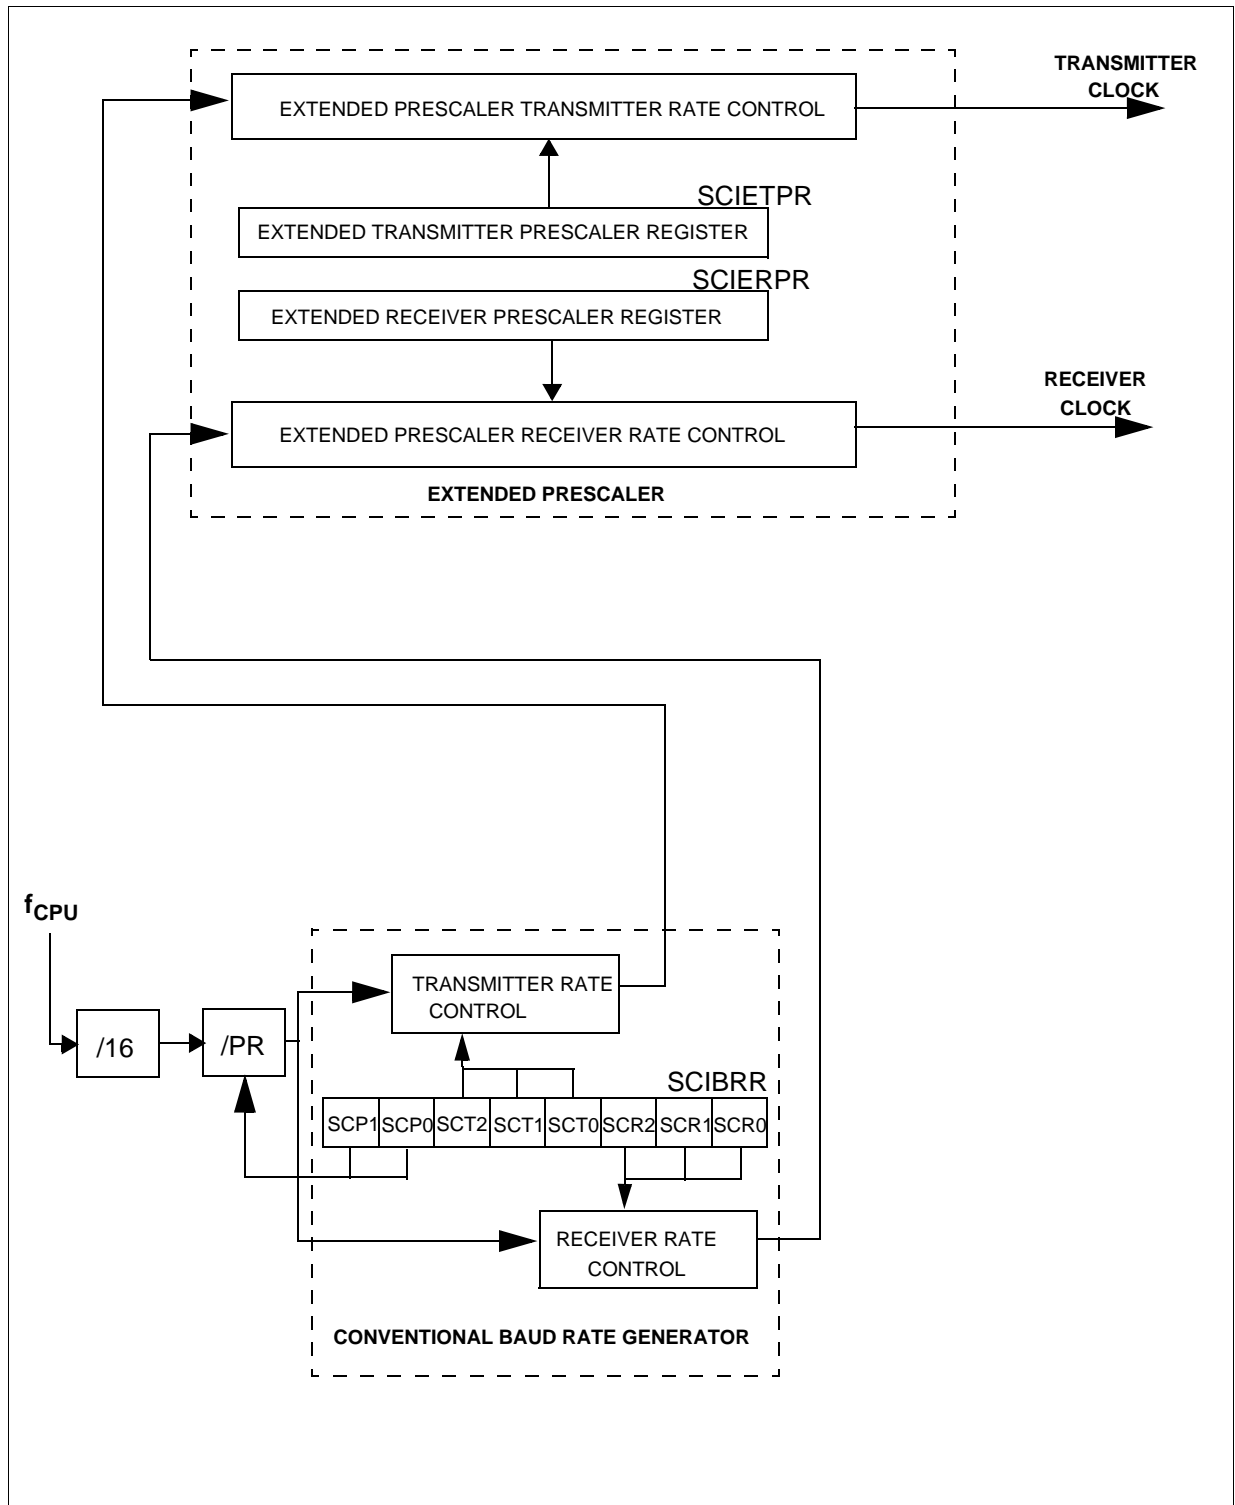 TRANSMITTER
CLOCK
EXTENDED PRESCALER TRANSMITTER RATE CONTROL
SCIETPR
EXTENDED TRANSMITTER PRESCALER REGISTER
SCIERPR
EXTENDED RECEIVER PRESCALER REGISTER
RECEIVER
CLOCK
EXTENDED PRESCALER RECEIVER RATE CONTROL
EXTENDED PRESCALER
fCPU
TRANSMITTER RATE
CONTROL
/16
/PR
SCIBRR
SCP1 SCP0 SCT2 SCT1 SCT0 SCR2 SCR1 SCR0
RECEIVER RATE
CONTROL
CONVENTIONAL BAUD RATE GENERATOR